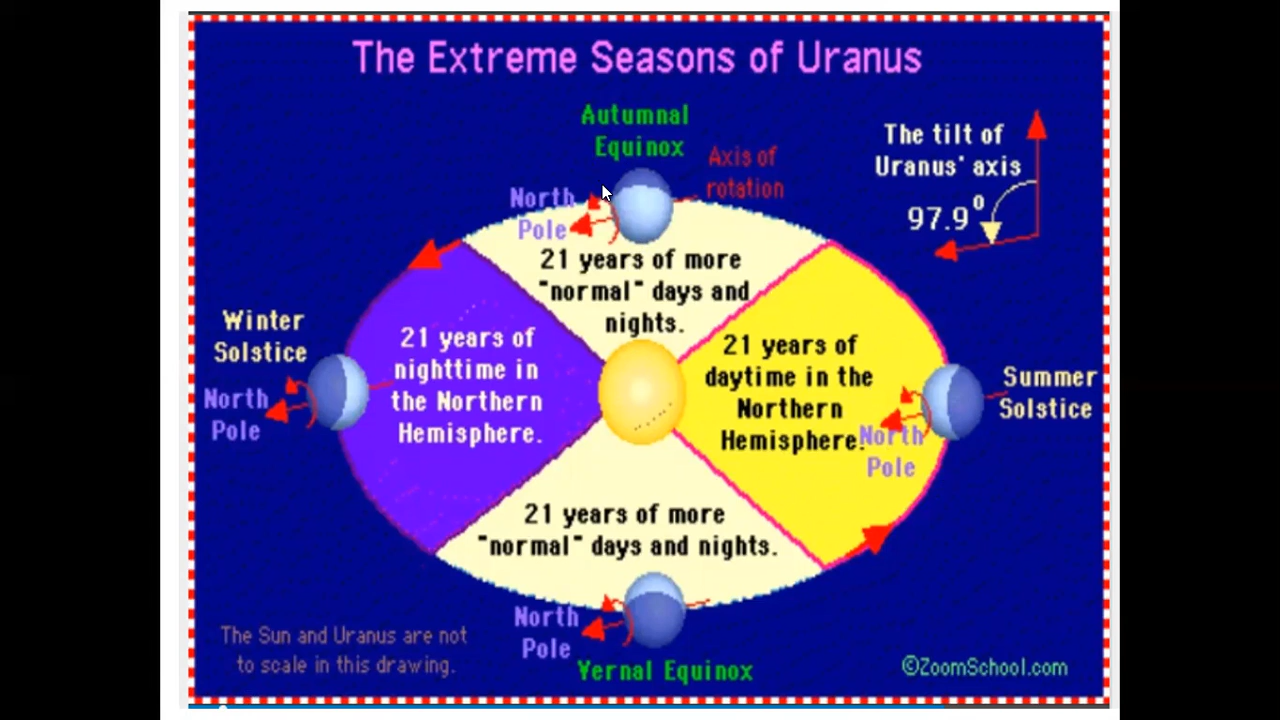 The Extreme Seasons of Uranus
Autumnal
Equinox
The tilt of
Uranus' axis
97.9°
Axis of
rotation
North
Pole
21 years of more
"normal" days and
nights.
Winter
Solstice
North
Pole
21 years of
nighttime in
the Northern
Hemisphere.
21 years of
daytime in the
Northern
Hemisphere.
North
Pole
Summer
Solstice
21 years of more
"normal" days and nights.
North
Pole
Vernal Equinox
The Sun and Uranus are not
to scale in this drawing.
©ZoomSchool.com